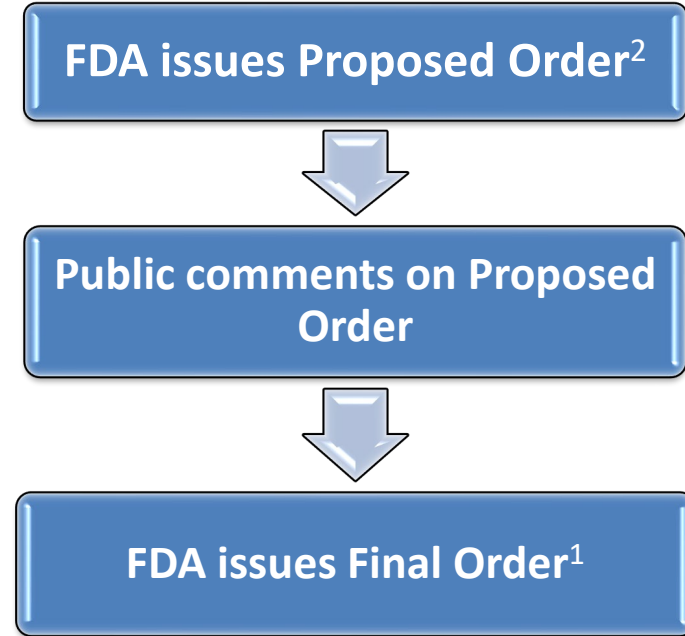 FDA issues Proposed Order²
Public comments on Proposed
Order
FDA issues Final Order¹